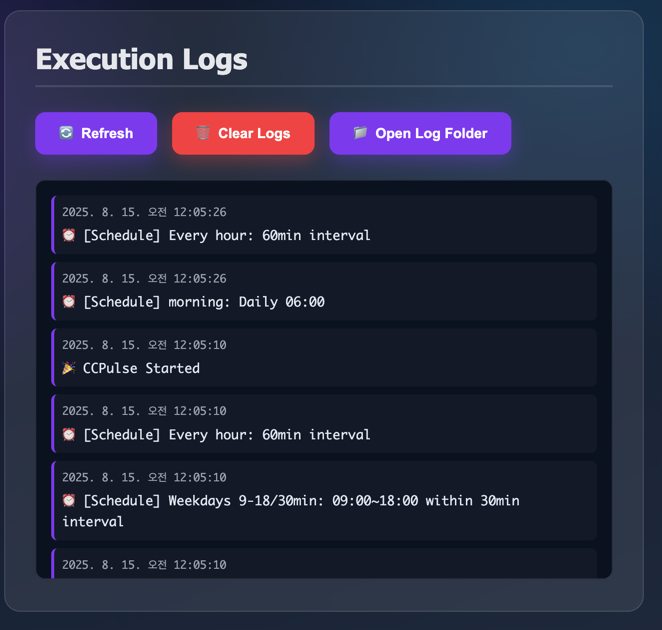 Execution Logs
🔄 Refresh
🗑️ Clear Logs
📁 Open Log Folder
2025. 8. 15. 오전 12:05:26
⏰ [Schedule] Every hour: 60min interval
2025. 8. 15. 오전 12:05:26
⏰ [Schedule] morning: Daily 06:00
2025. 8. 15. 오전 12:05:10
🎉 CCPulse Started
2025. 8. 15. 오전 12:05:10
⏰ [Schedule] Every hour: 60min interval
2025. 8. 15. 오전 12:05:10
⏰ [Schedule] Weekdays 9-18/30min: 09:00~18:00 within 30min
interval
2025. 8. 15. 오전 12:05:10